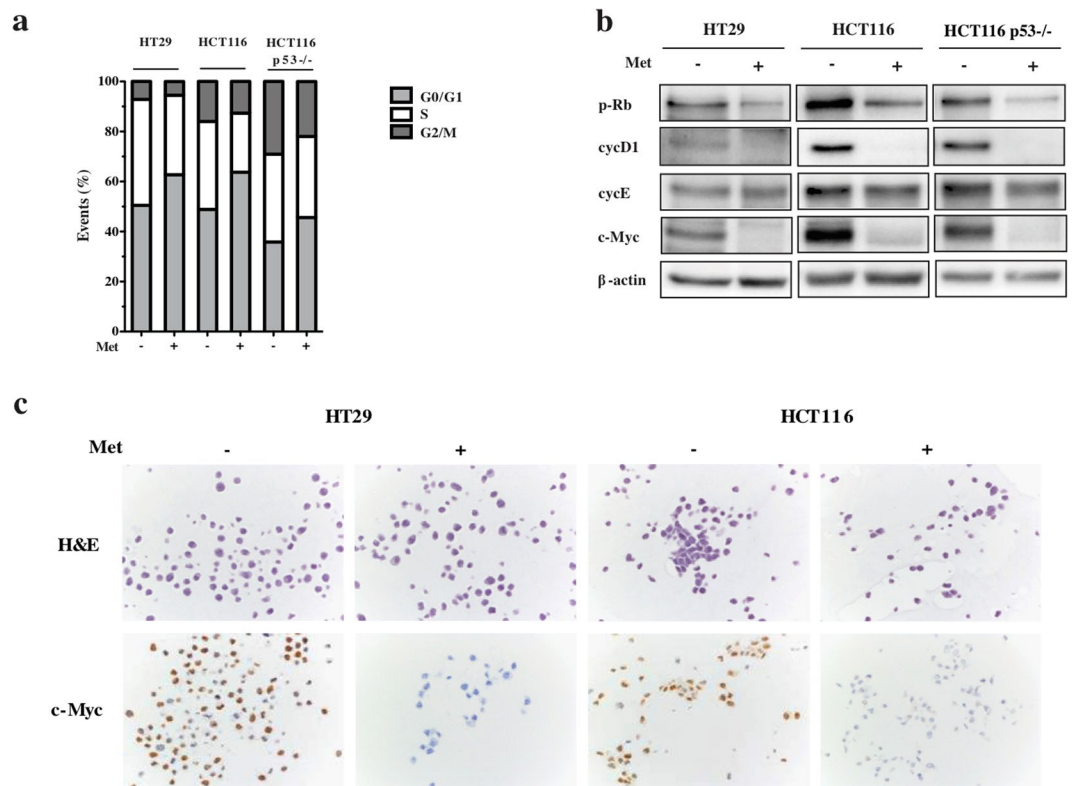 a
HT29 HCT116 HCT116
p53-/-
100
80
60
40
20
0
Events (%)
Met - + - + - +
G0/G1
S
G2/M
b
HT29 HCT116 HCT116 p53-/-
Met - + - + - +
p-Rb
cycD1
cycE
c-Myc
β-actin
c
HT29 HCT116
Met - + - +
H&E
c-Myc